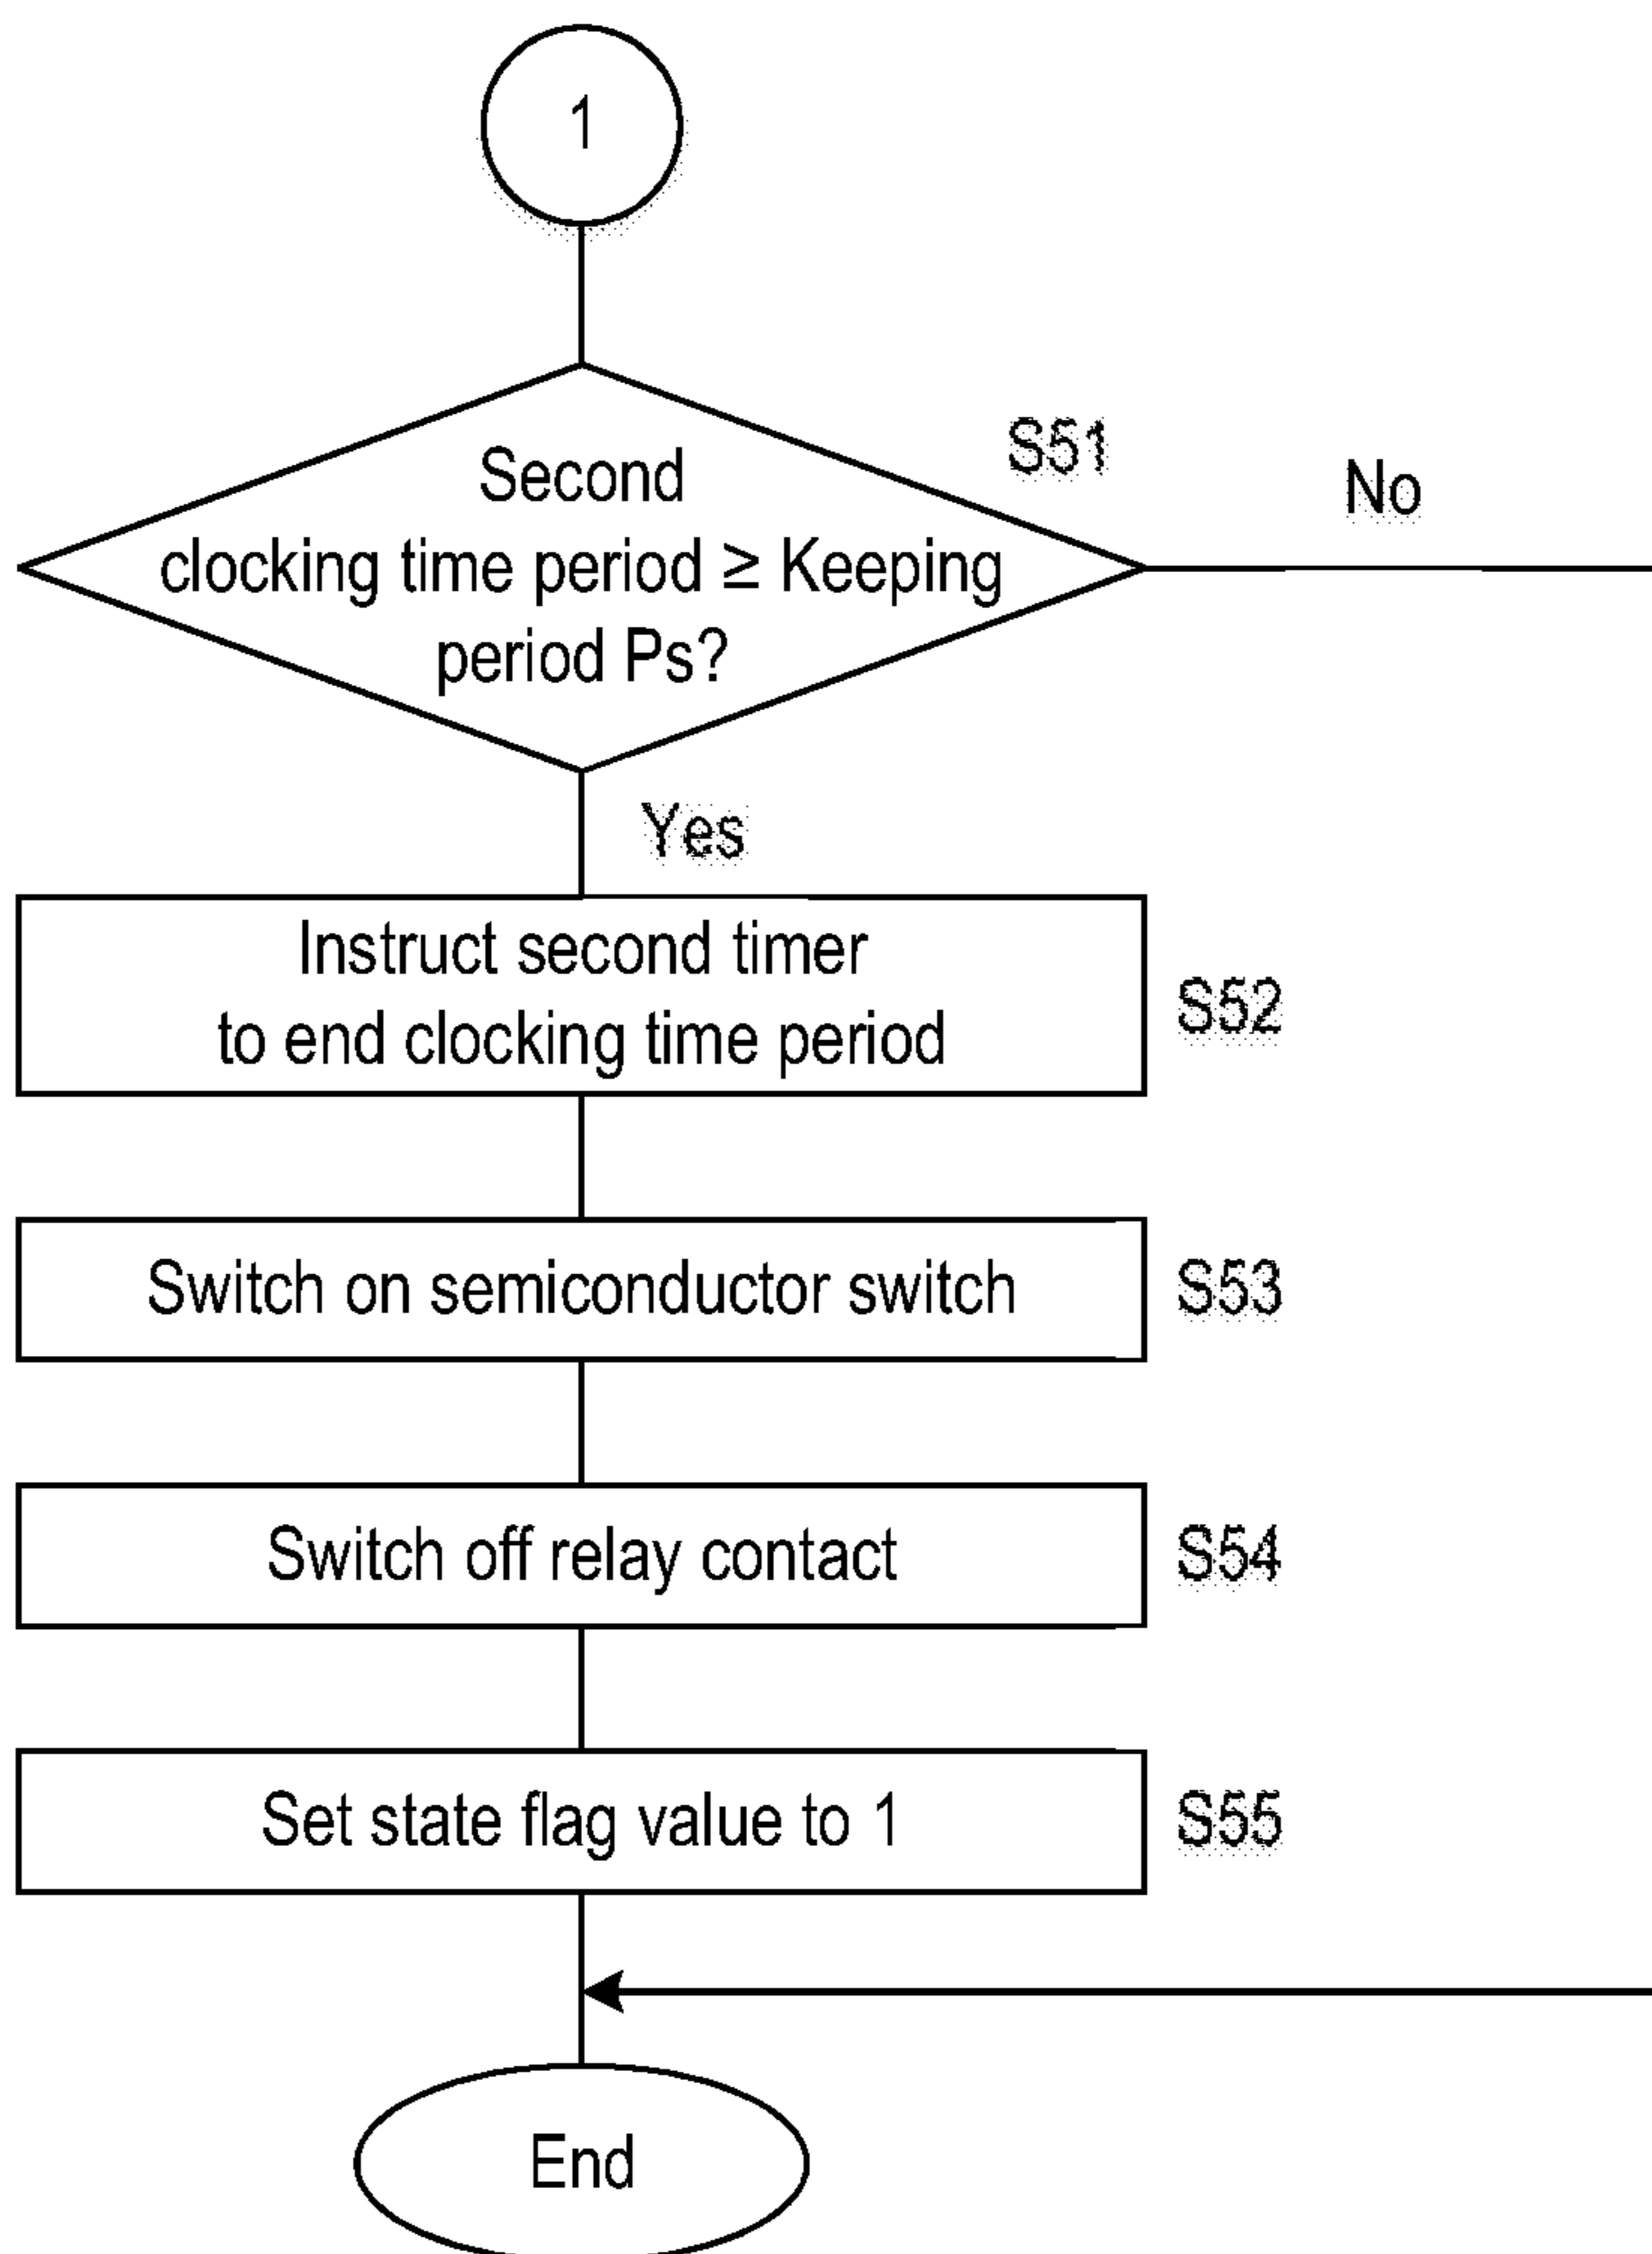 1
S51
No
Second
clocking time period ≥ Keeping
period Ps?
Yes
Instruct second timer
to end clocking time period
S52
Switch on semiconductor switch
S53
Switch off relay contact
S54
Set state flag value to 1
S55
End